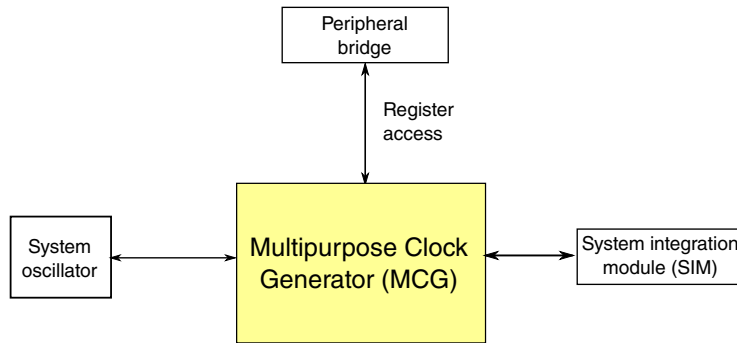 Peripheral
bridge
Register
access
System
oscillator
Multipurpose Clock
Generator (MCG)
System integration
module (SIM)